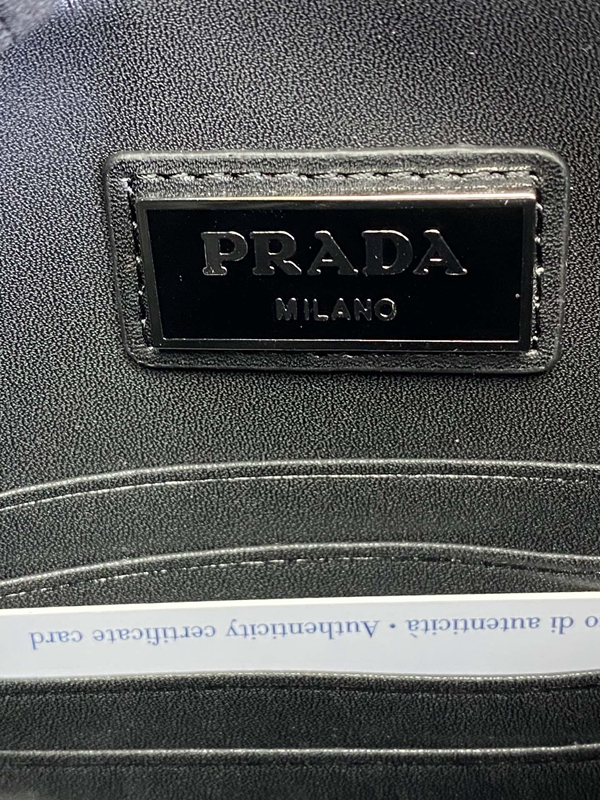 PRADA
MILANO
o di autenticità • Authenticity certificate card